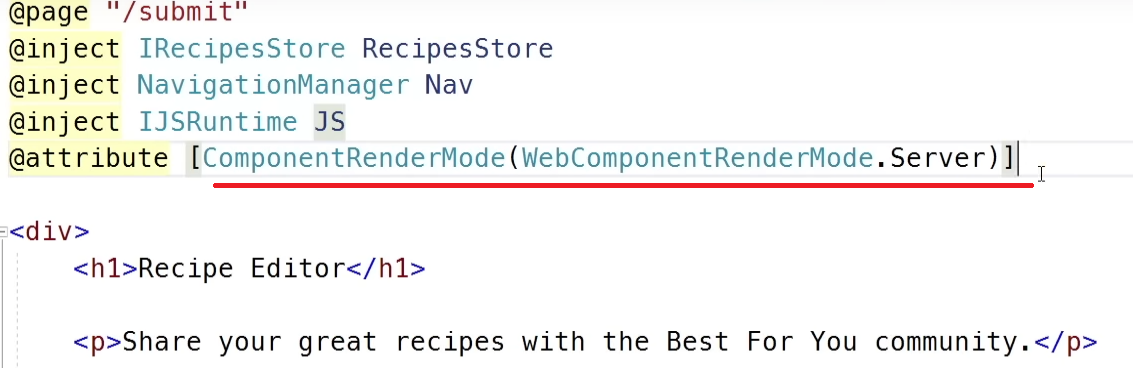 @page "/submit"
@inject IRecipesStore RecipesStore
@inject NavigationManager Nav
@inject IJSRuntime JS
@attribute [ComponentRenderMode(WebComponentRenderMode.Server)]
<div>
<h1>Recipe Editor</h1>
<p>Share your great recipes with the Best For You community.</p>